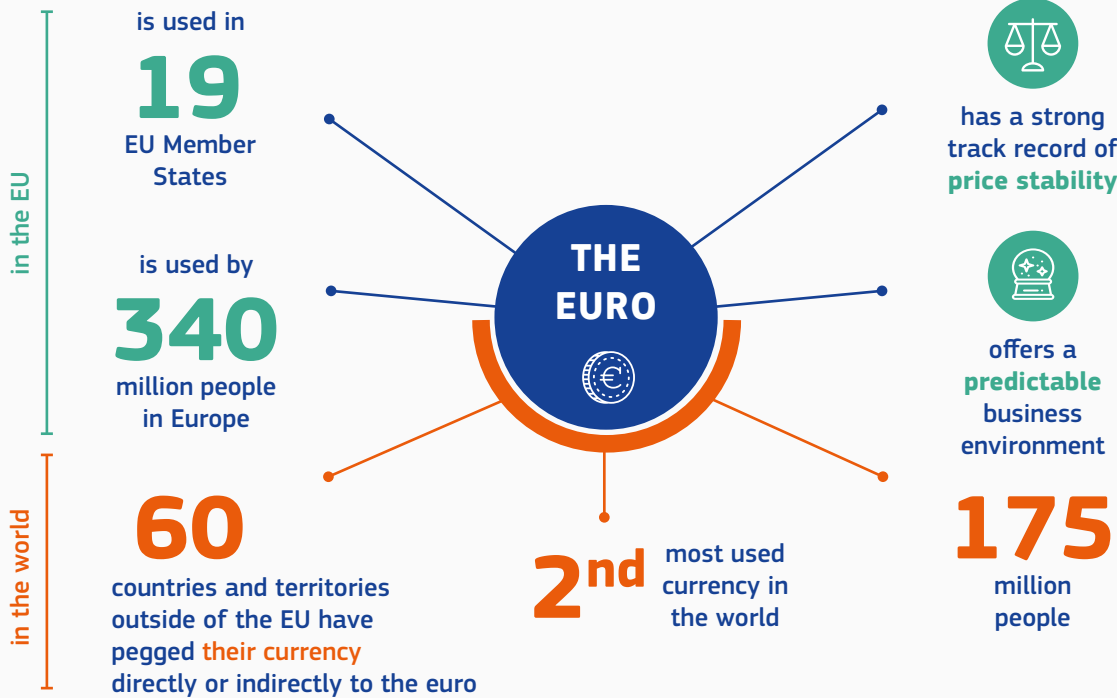 in the EU
is used in
19
EU Member
States
is used by
340
million people
in Europe
THE
EURO
€
has a strong
track record of
price stability
offers a
predictable
business
environment
in the world
60
countries and territories
outside of the EU have
pegged their currency
directly or indirectly to the euro
2nd
most used
currency in
the world
175
million
people